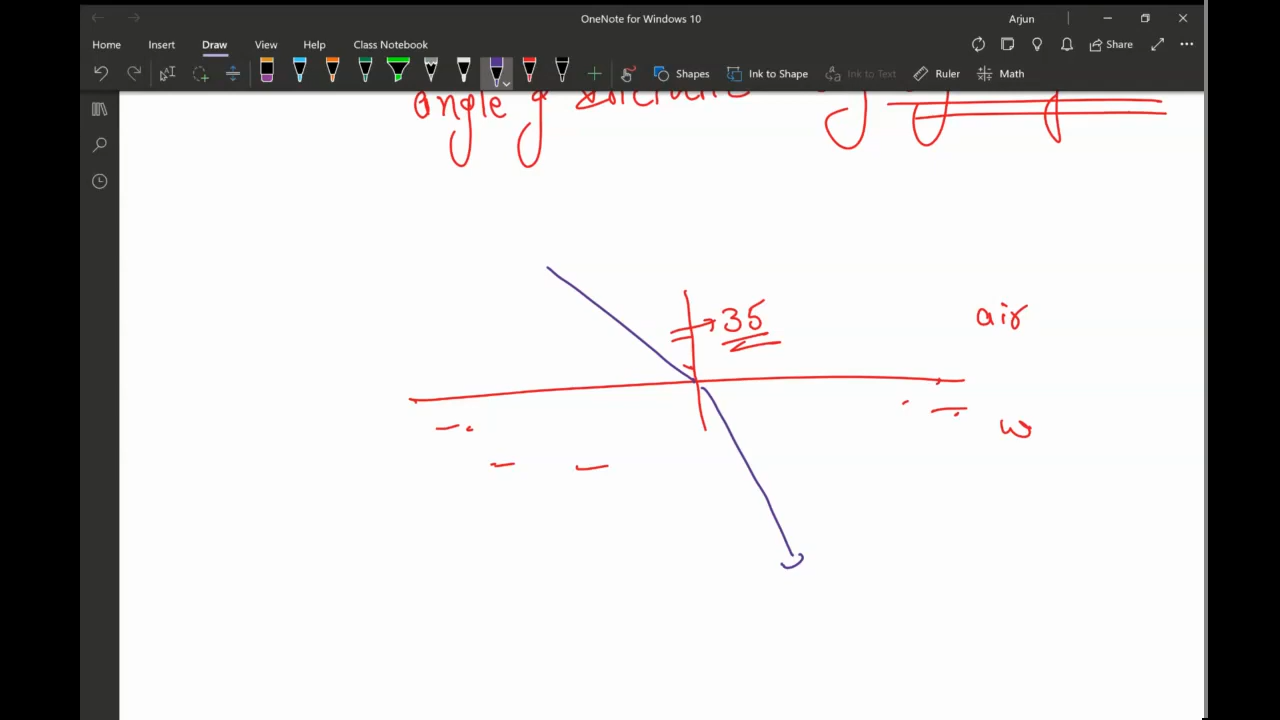 OneNote for Windows 10
Arjun
Home Insert Draw View Help Class Notebook
Share
Shapes Ink to Shape Ink to Text Ruler Math
angle of
35
air
w